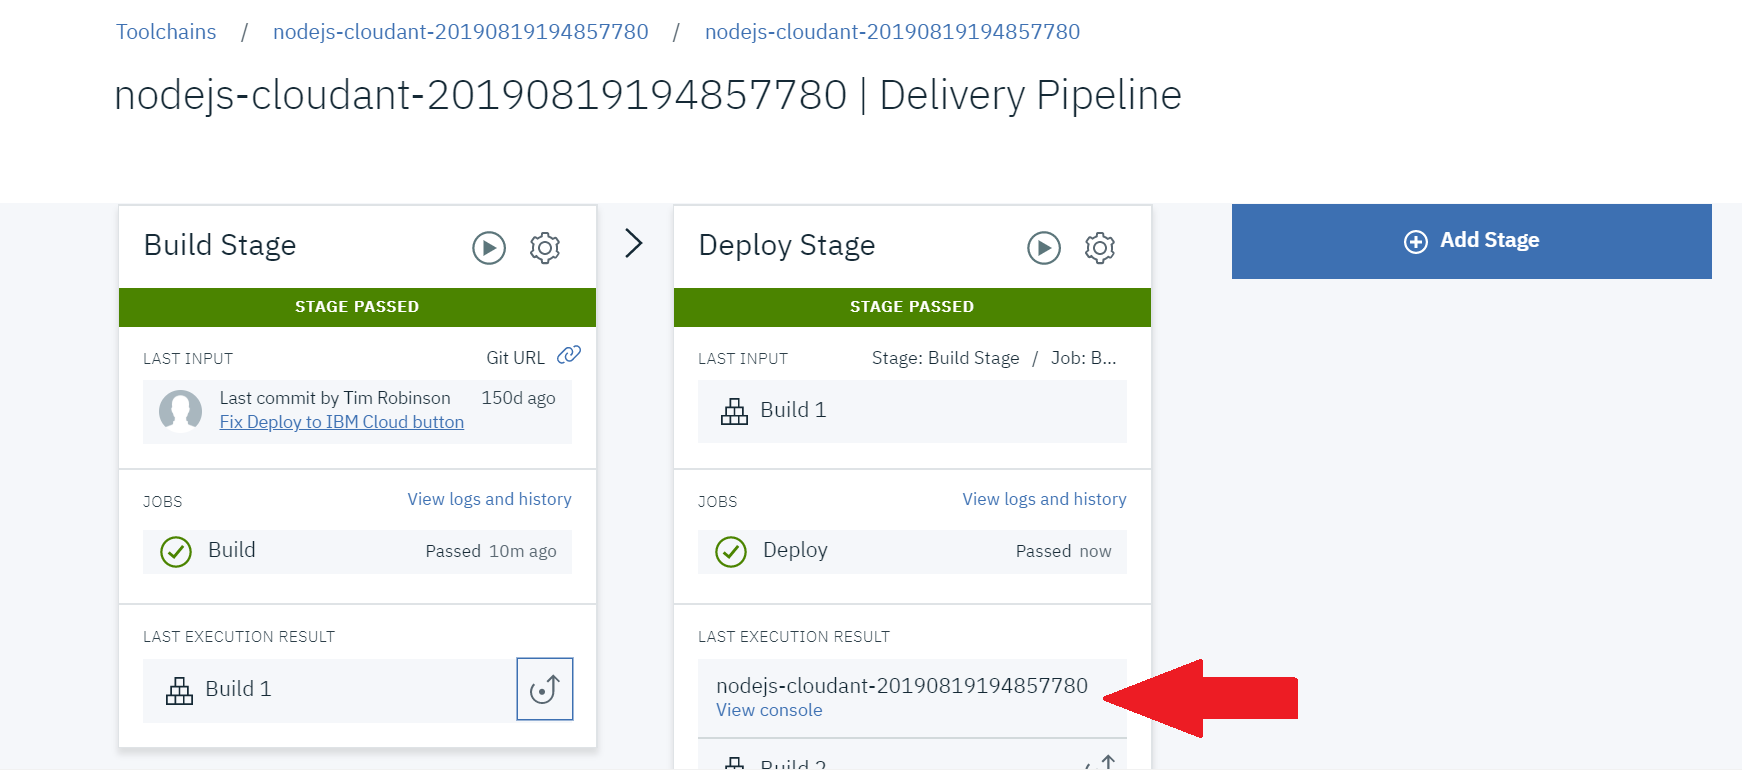 Toolchains / nodejs-cloudant-20190819194857780 / nodejs-cloudant-20190819194857780
nodejs-cloudant-20190819194857780 | Delivery Pipeline
Build Stage
STAGE PASSED
LAST INPUT Git URL
Last commit by Tim Robinson 150d ago
Fix Deploy to IBM Cloud button
JOBS View logs and history
Build Passed 10m ago
LAST EXECUTION RESULT
Build 1
Deploy Stage
STAGE PASSED
LAST INPUT Stage: Build Stage / Job: B...
Build 1
JOBS View logs and history
Deploy Passed now
LAST EXECUTION RESULT
nodejs-cloudant-20190819194857780
View console
Build 2
Add Stage